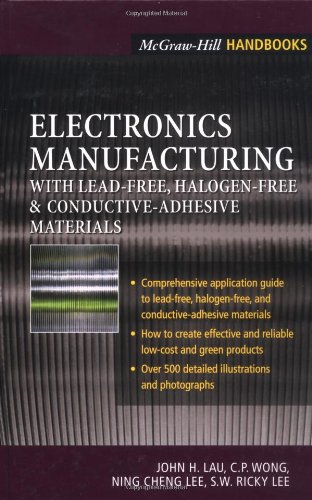 McGraw-Hill HANDBOOKS
ELECTRONICS
MANUFACTURING
WITH LEAD-FREE, HALOGEN-FREE
& CONDUCTIVE-ADHESIVE
MATERIALS
• Comprehensive application guide
to lead-free, halogen-free, and
conductive-adhesive materials
• How to create effective and reliable
low-cost and green products
• Over 500 detailed illustrations
and photographs
JOHN H. LAU, C.P. WONG,
NING CHENG LEE, S.W. RICKY LEE